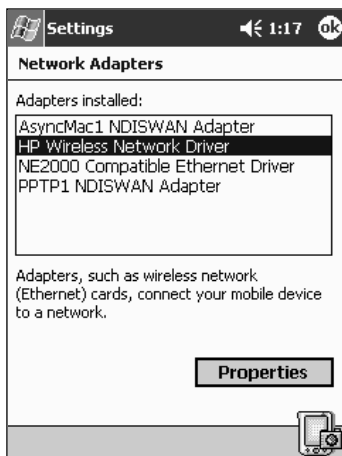 Settings 1:17 ok
Network Adapters
Adapters installed:
AsyncMac1 NDISWAN Adapter
HP Wireless Network Driver
NE2000 Compatible Ethernet Driver
PPTP1 NDISWAN Adapter
Adapters, such as wireless network
(Ethernet) cards, connect your mobile device
to a network.
Properties